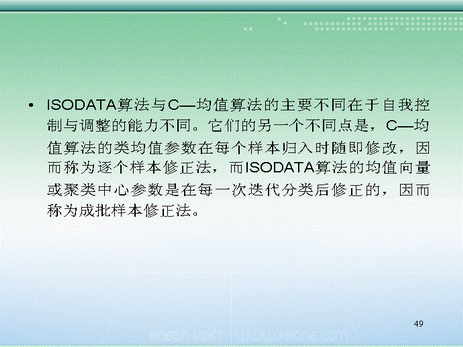 • ISODATA算法与C—均值算法的主要不同在于自我控
制与调整的能力不同。它们的另一个不同点是，C—均
值算法的类均值参数在每个样本归入时随即修改，因
而称为逐个样本修正法，而ISODATA算法的均值向量
或聚类中心参数是在每一次迭代分类后修正的，因而
称为成批样本修正法。
49